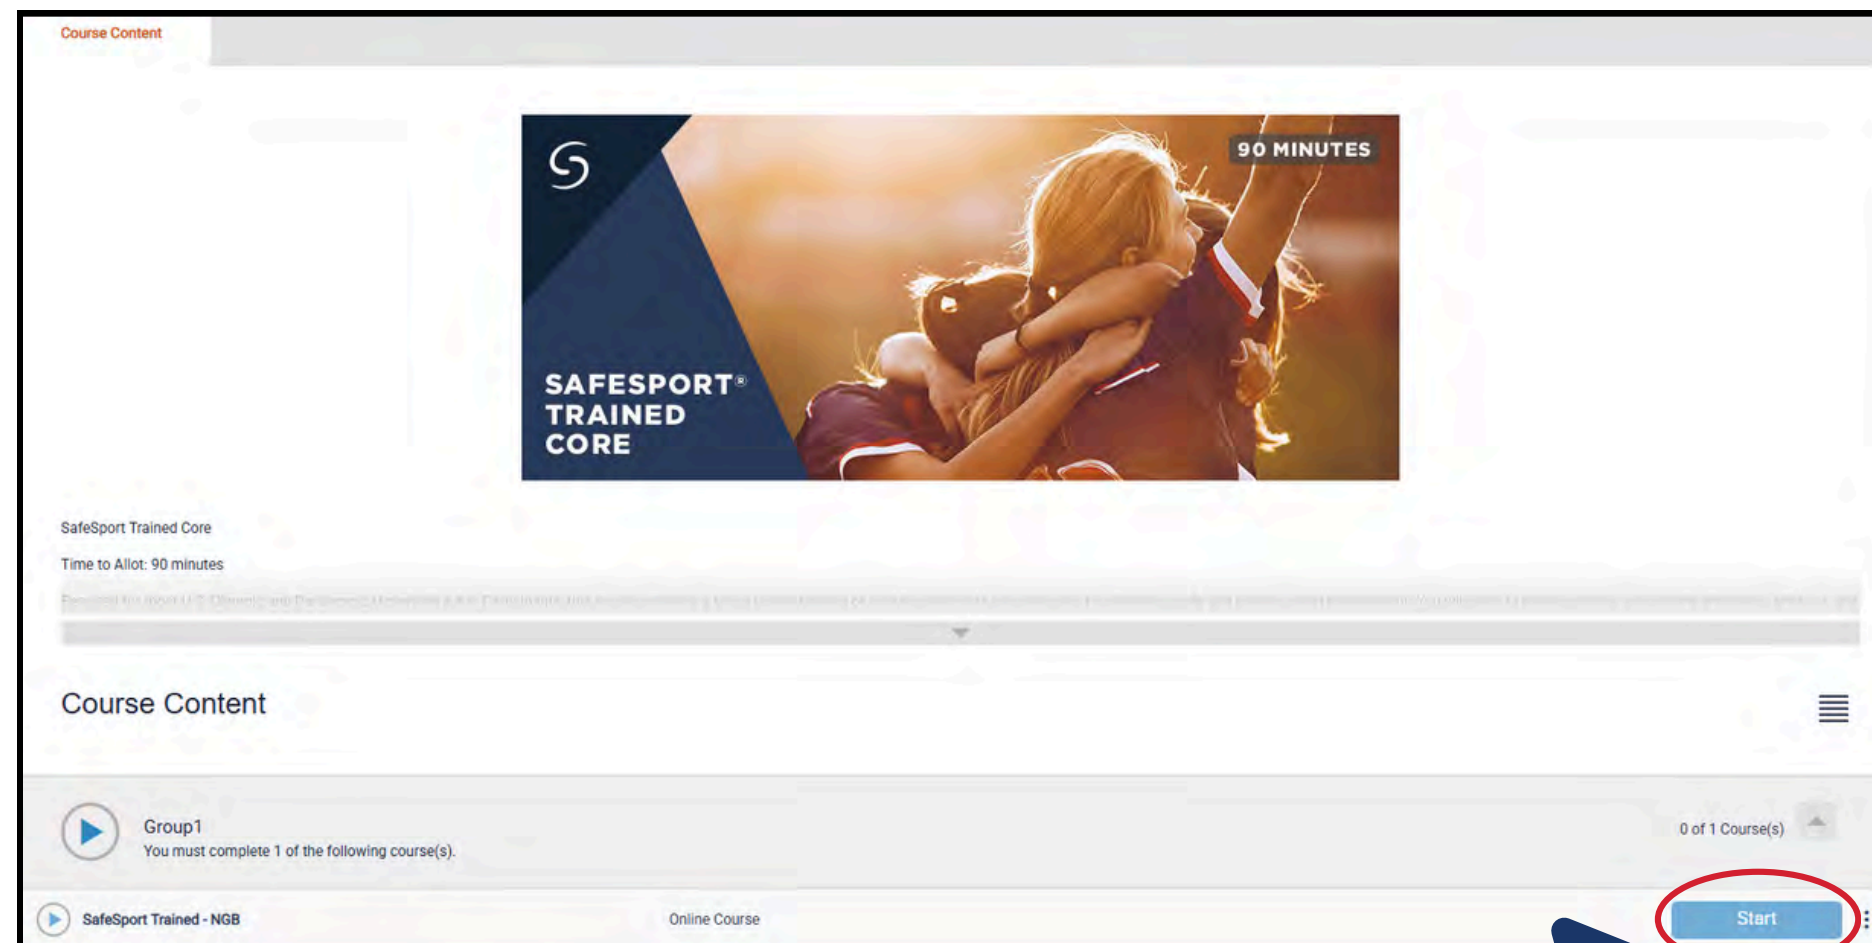 Course Content
90 MINUTES
SAFESPORT®
TRAINED
CORE
SafeSport Trained Core
Time to Allot: 90 minutes
Course Content
Group1
0 of 1 Course(s)
You must complete 1 of the following course(s).
SafeSport Trained - NGB Online Course Start